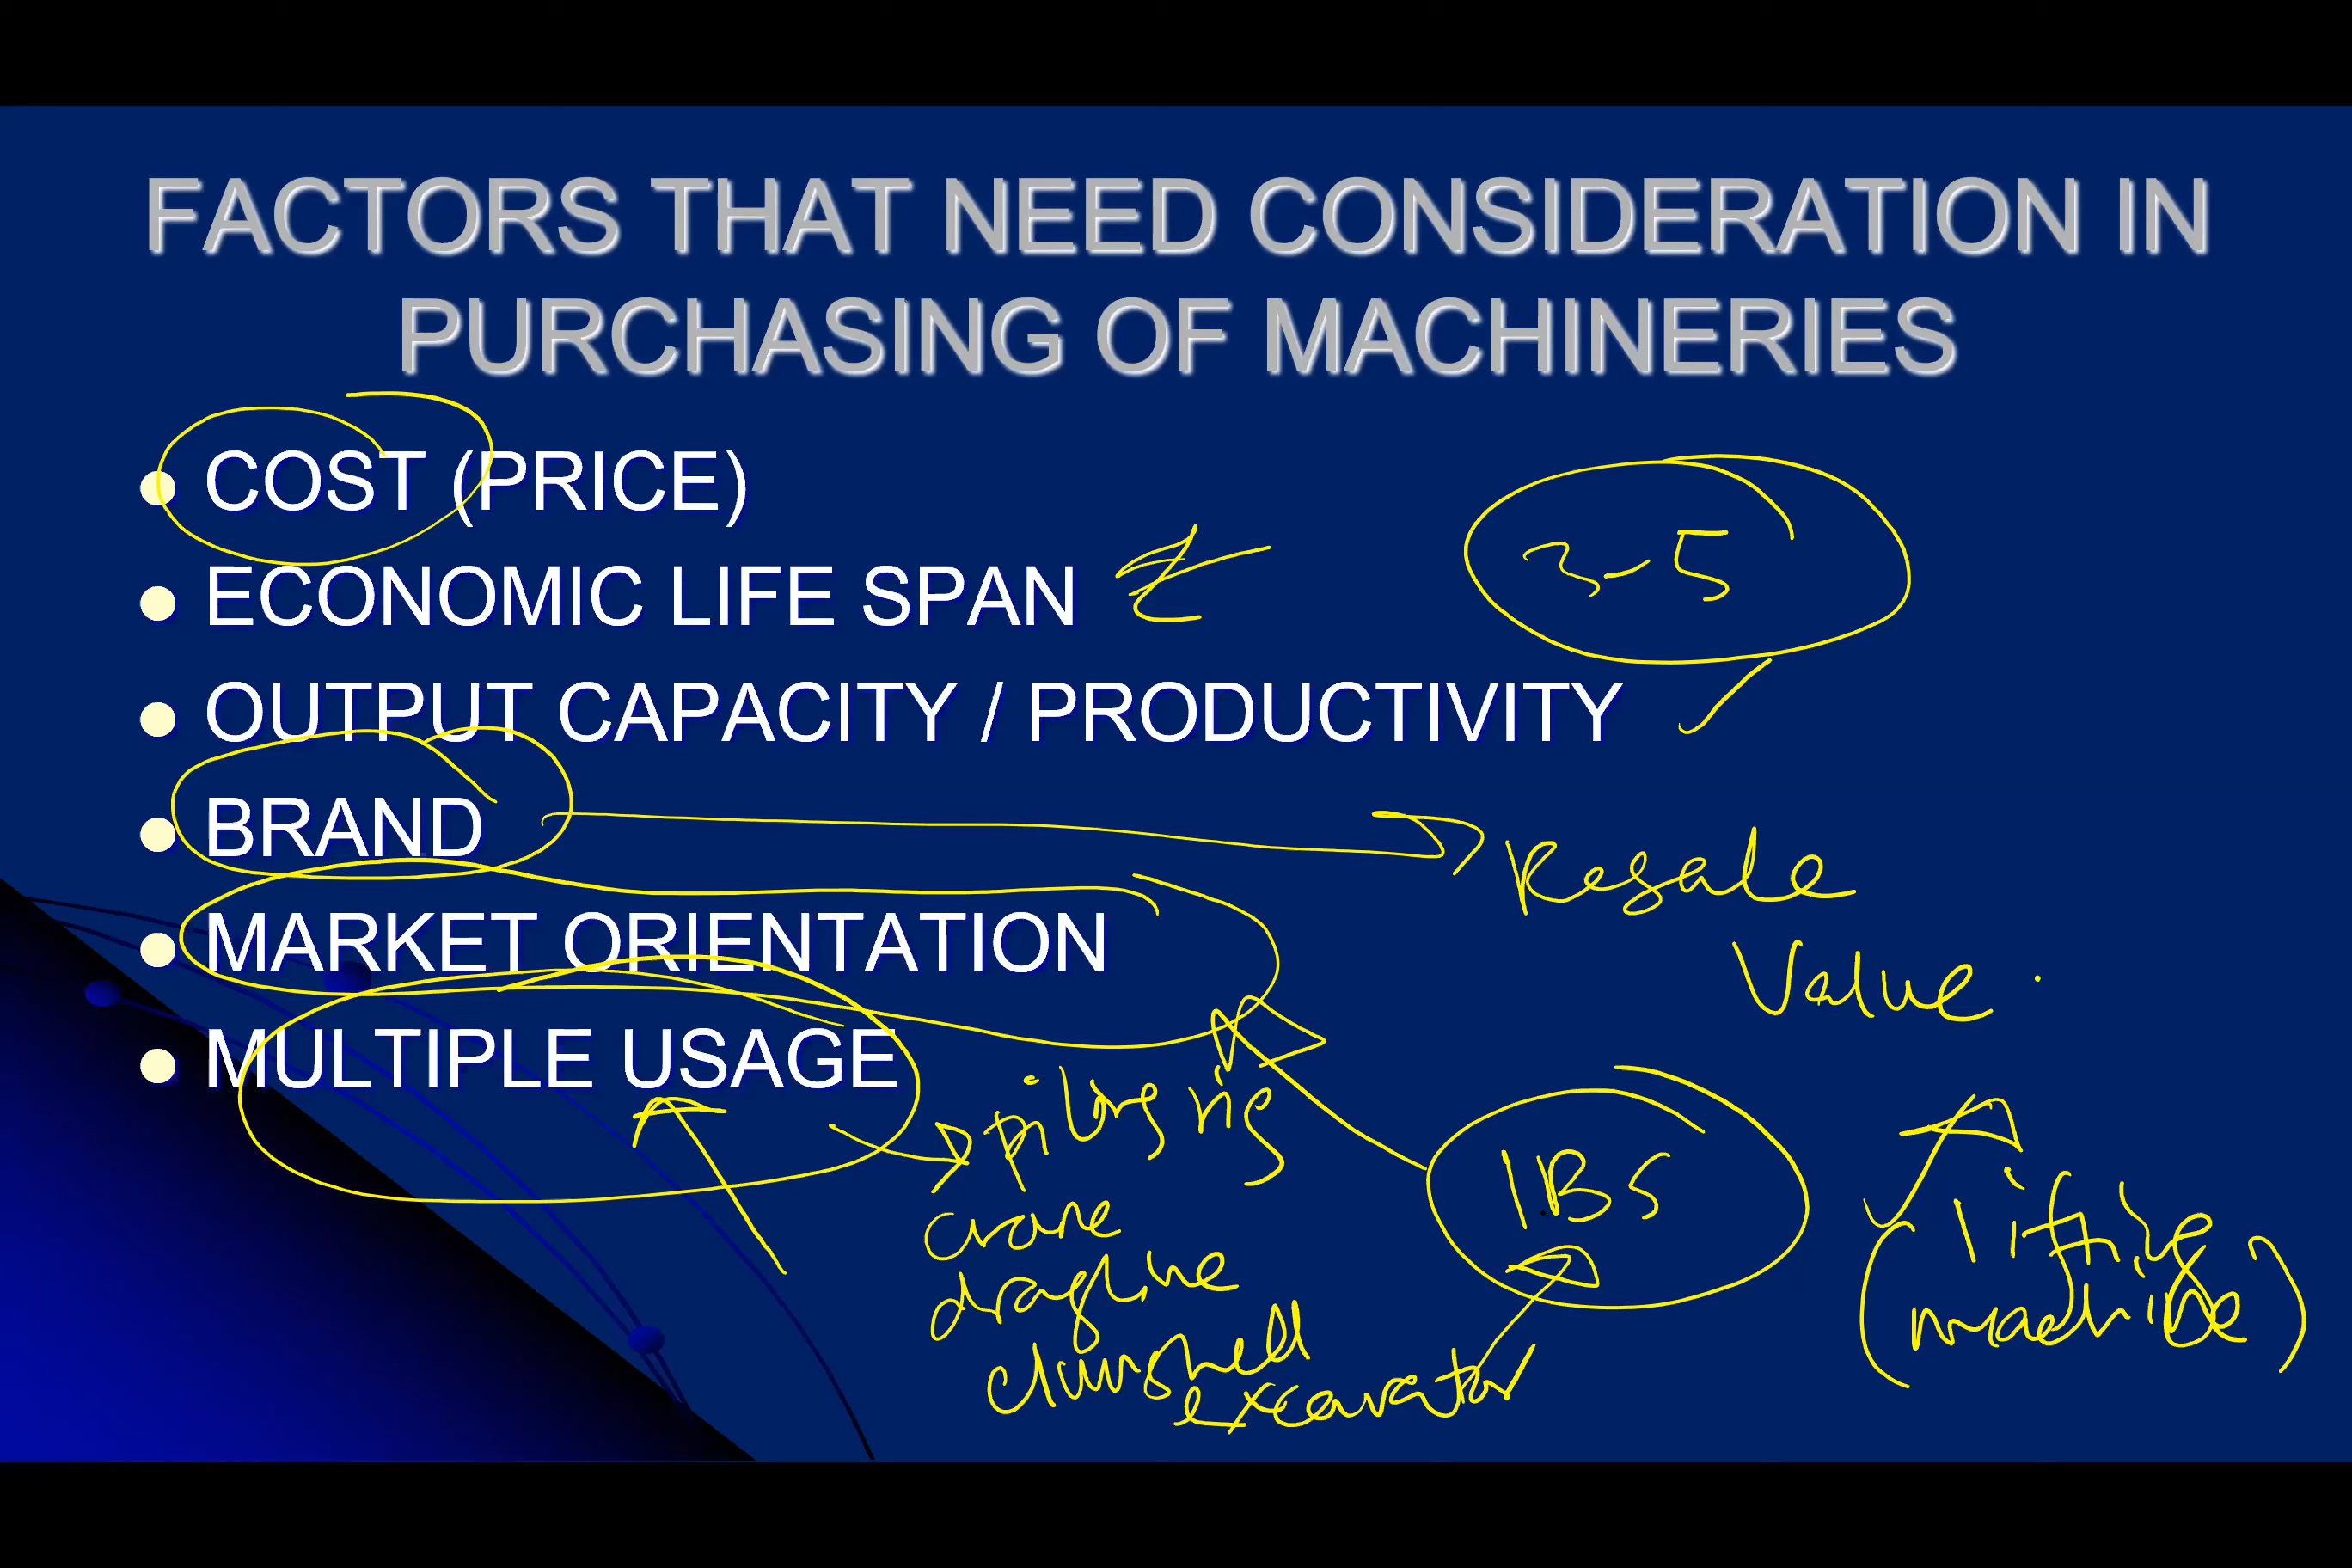 FACTORS THAT NEED CONSIDERATION IN
PURCHASING OF MACHINERIES
COST (PRICE)
ECONOMIC LIFE SPAN
3-5
OUTPUT CAPACITY / PRODUCTIVITY
BRAND
Resale
Value.
MARKET ORIENTATION
MULTIPLE USAGE
piling rig
crane
dragline
clamshell
excavator
IBS
(lifting
machine)